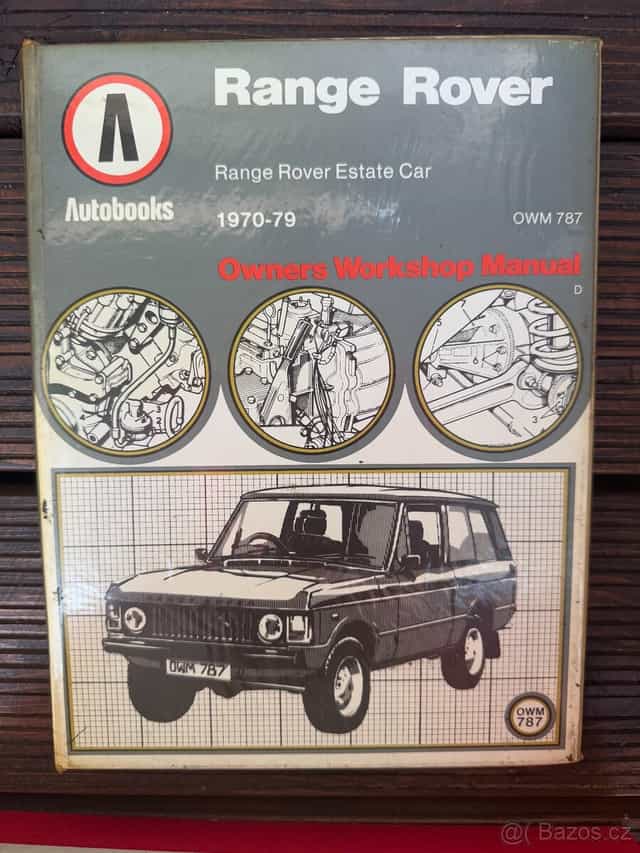 Range Rover
Autobooks
Range Rover Estate Car
1970-79
OWM 787
Owners Workshop Manual
D
3
OWM 787
OWM
787
@( Bazos.cz